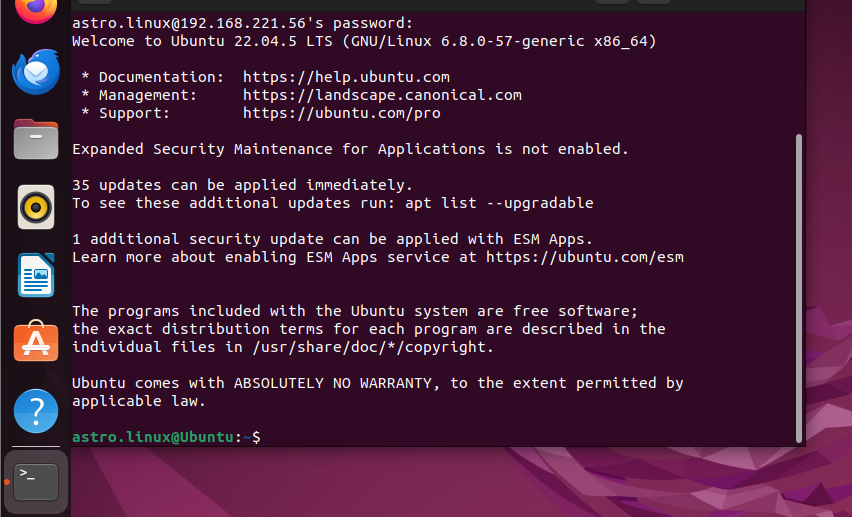 astro.linux@192.168.221.56's password:
Welcome to Ubuntu 22.04.5 LTS (GNU/Linux 6.8.0-57-generic x86_64)
* Documentation: https://help.ubuntu.com
* Management: https://landscape.canonical.com
* Support: https://ubuntu.com/pro
Expanded Security Maintenance for Applications is not enabled.
35 updates can be applied immediately.
To see these additional updates run: apt list --upgradable
1 additional security update can be applied with ESM Apps.
Learn more about enabling ESM Apps service at https://ubuntu.com/esm
The programs included with the Ubuntu system are free software;
the exact distribution terms for each program are described in the
individual files in /usr/share/doc/*/copyright.
Ubuntu comes with ABSOLUTELY NO WARRANTY, to the extent permitted by
applicable law.
astro.linux@Ubuntu:~$